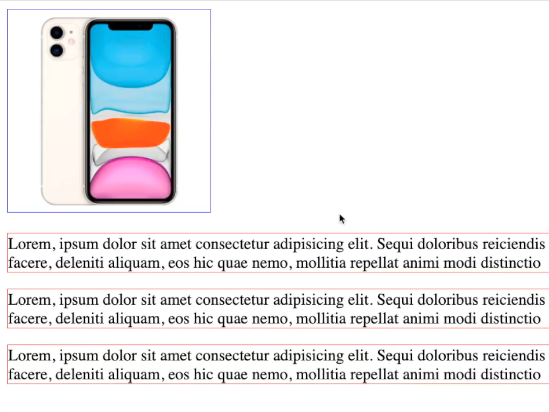 Lorem, ipsum dolor sit amet consectetur adipisicing elit. Sequi doloribus reiciendis
facere, deleniti aliquam, eos hic quae nemo, mollitia repellat animi modi distinctio
Lorem, ipsum dolor sit amet consectetur adipisicing elit. Sequi doloribus reiciendis
facere, deleniti aliquam, eos hic quae nemo, mollitia repellat animi modi distinctio
Lorem, ipsum dolor sit amet consectetur adipisicing elit. Sequi doloribus reiciendis
facere, deleniti aliquam, eos hic quae nemo, mollitia repellat animi modi distinctio